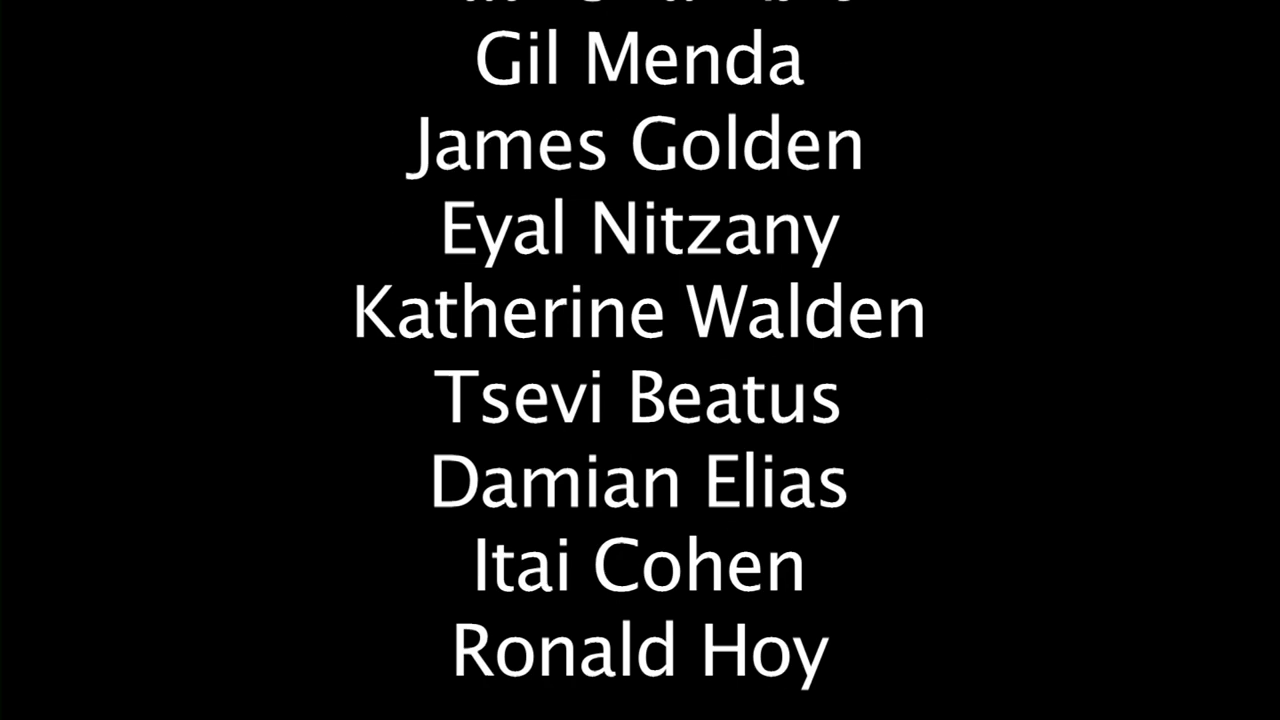 Gil Menda
James Golden
Eyal Nitzany
Katherine Walden
Tsevi Beatus
Damian Elias
Itai Cohen
Ronald Hoy